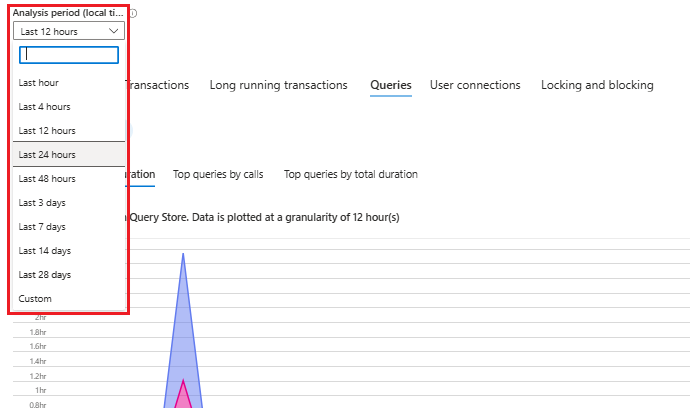 Analysis period (local ti...
Last 12 hours
Last hour
Last 4 hours
Last 12 hours
Last 24 hours
Last 48 hours
Last 3 days
Last 7 days
Last 14 days
Last 28 days
Custom
Transactions Long running transactions Queries User connections Locking and blocking
Top queries by calls Top queries by total duration
Query Store. Data is plotted at a granularity of 12 hour(s)
2hr
1.8hr
1.6hr
1.4hr
1.2hr
1hr
0.8hr